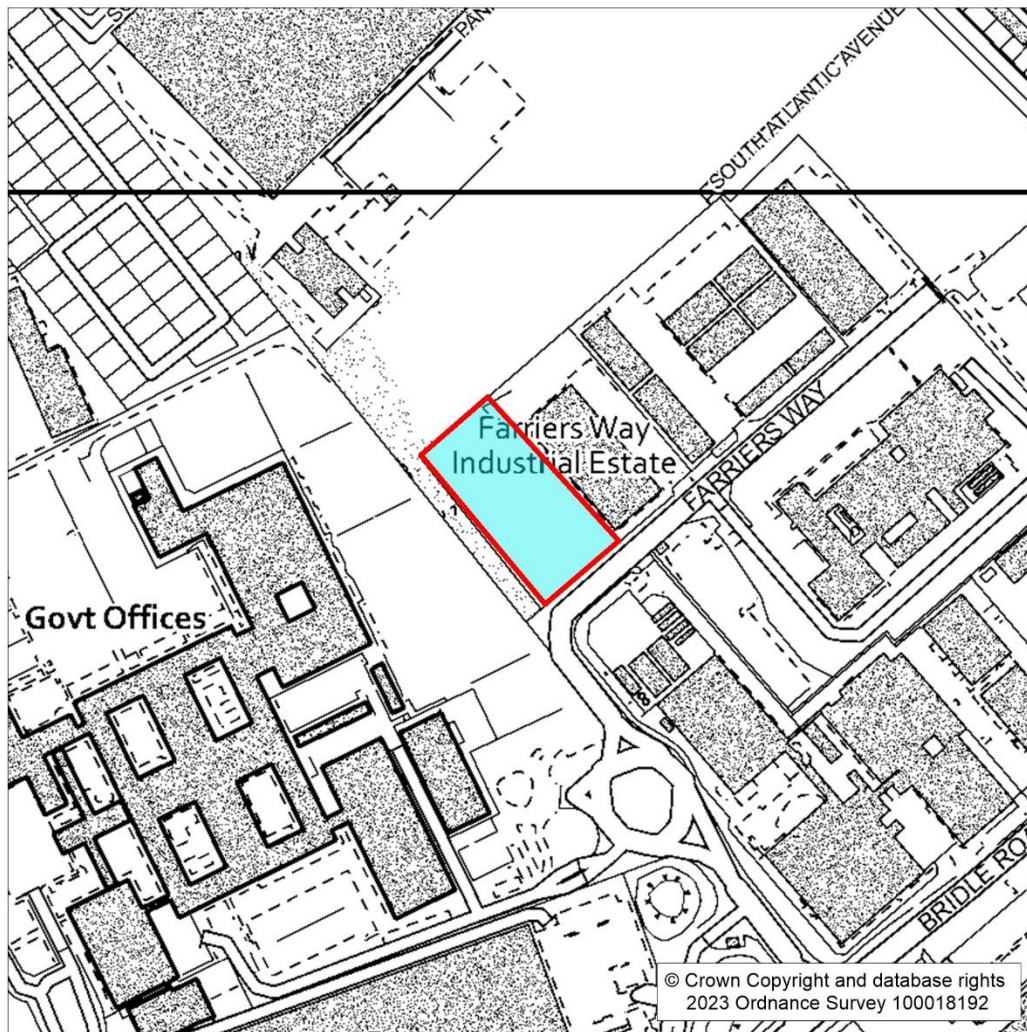 SOUTH ATLANTIC AVENUE
Farriers Way
Industrial Estate
FARRIERS WAY
Govt Offices
BRIDLE RO
© Crown Copyright and database rights
2023 Ordnance Survey 100018192